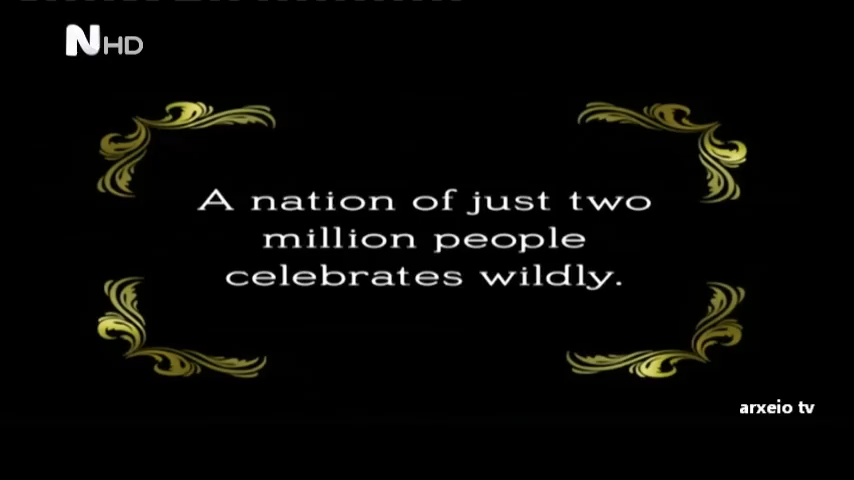 N HD
A nation of just two
million people
celebrates wildly.
arxeio tv